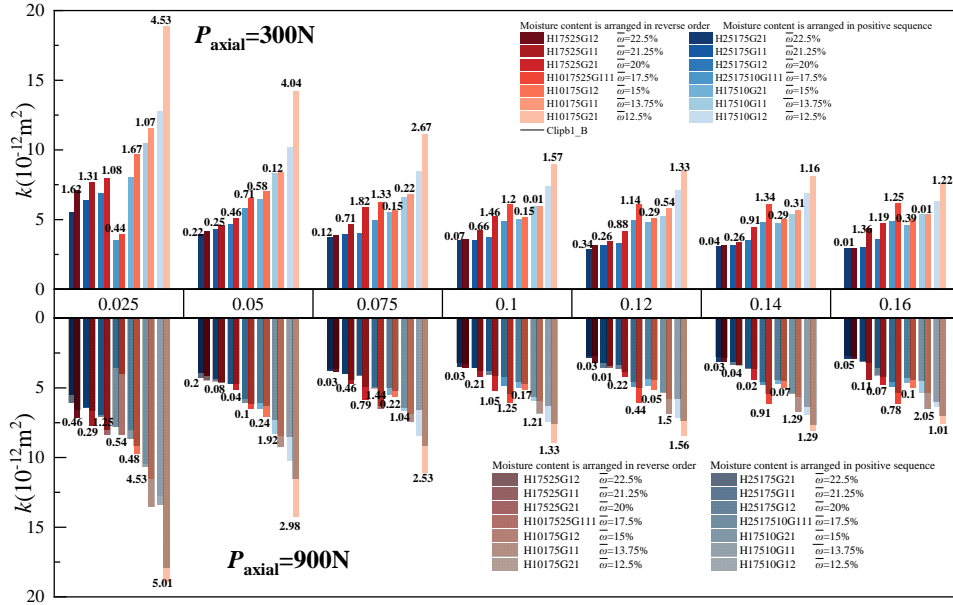 20
15
10
5
0
k(10⁻¹²m²)
P_axial=300N
Moisture content is arranged in reverse order
H17525G12 ω̅=22.5%
H17525G11 ω̅=21.25%
H17525G21 ω̅=20%
H1017525G111 ω̅=17.5%
H10175G12 ω̅=15%
H10175G11 ω̅=13.75%
H10175G21 ω̅=12.5%
Clipb1_B
Moisture content is arranged in positive sequence
H25175G21 ω̅=22.5%
H25175G11 ω̅=21.25%
H25175G12 ω̅=20%
H2517510G111 ω̅=17.5%
H17510G21 ω̅=15%
H17510G11 ω̅=13.75%
H17510G12 ω̅=12.5%
1.62 1.31 1.08 0.44 1.67 1.07 4.53
0.22 0.25 0.46 0.71 0.58 0.12 4.04
0.12 0.71 1.82 1.33 0.15 0.22 2.67
0.07 0.66 1.46 1.2 0.15 0.01 1.57
0.34 0.26 0.88 1.14 0.29 0.54 1.33
0.04 0.26 0.91 1.34 0.29 0.31 1.16
0.01 1.36 1.19 1.25 0.39 0.01 1.22
0.025 0.05 0.075 0.1 0.12 0.14 0.16
0
5
10
15
20
k(10⁻¹²m²)
0.46 0.29 1.25 0.54 0.48 4.53 5.01
0.2 0.08 0.04 0.1 0.24 1.92 2.98
0.03 0.46 0.79 1.44 0.22 1.04 2.53
0.03 0.21 1.05 1.25 0.17 1.21 1.33
0.03 0.01 0.22 0.44 0.05 1.5 1.56
0.03 0.04 0.02 0.91 0.07 1.29 1.29
0.05 0.11 0.07 0.78 0.1 2.05 1.01
P_axial=900N
Moisture content is arranged in reverse order
H17525G12 ω̅=22.5%
H17525G11 ω̅=21.25%
H17525G21 ω̅=20%
H1017525G111 ω̅=17.5%
H10175G12 ω̅=15%
H10175G11 ω̅=13.75%
H10175G21 ω̅=12.5%
Moisture content is arranged in positive sequence
H25175G21 ω̅=22.5%
H25175G11 ω̅=21.25%
H25175G12 ω̅=20%
H2517510G111 ω̅=17.5%
H17510G21 ω̅=15%
H17510G11 ω̅=13.75%
H17510G12 ω̅=12.5%